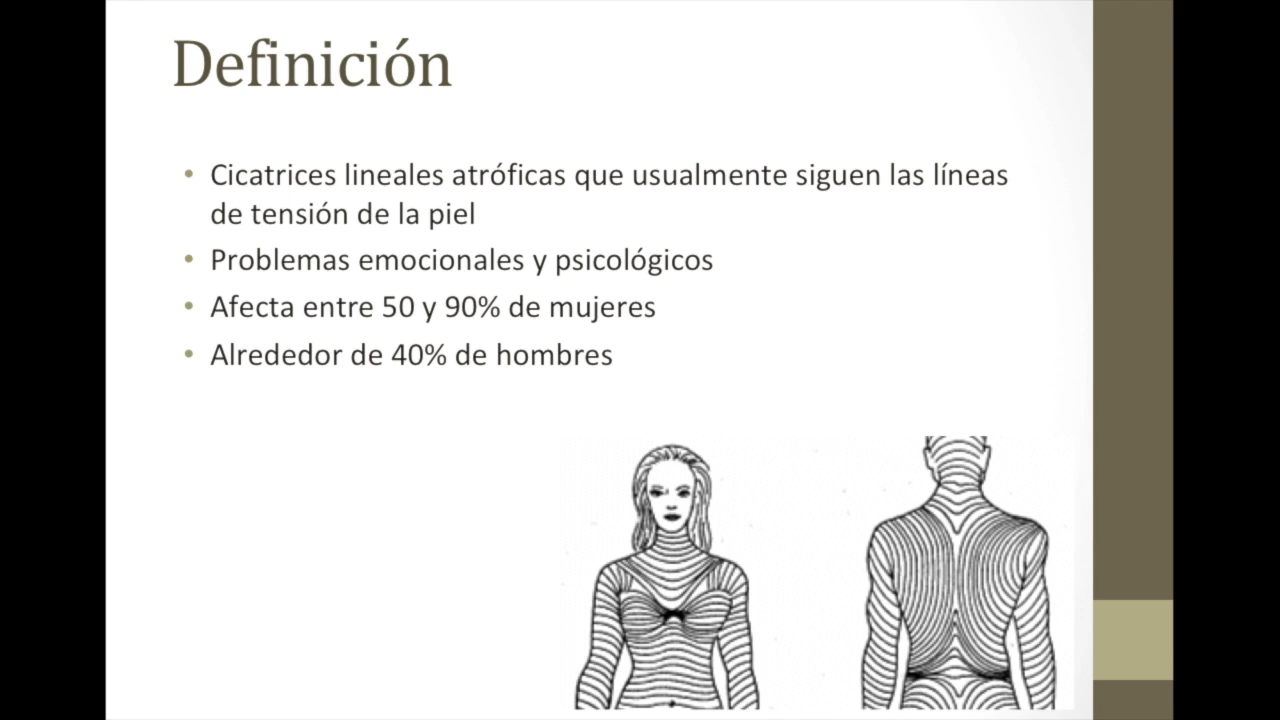 Definición
• Cicatrices lineales atróficas que usualmente siguen las líneas
de tensión de la piel
• Problemas emocionales y psicológicos
• Afecta entre 50 y 90% de mujeres
• Alrededor de 40% de hombres